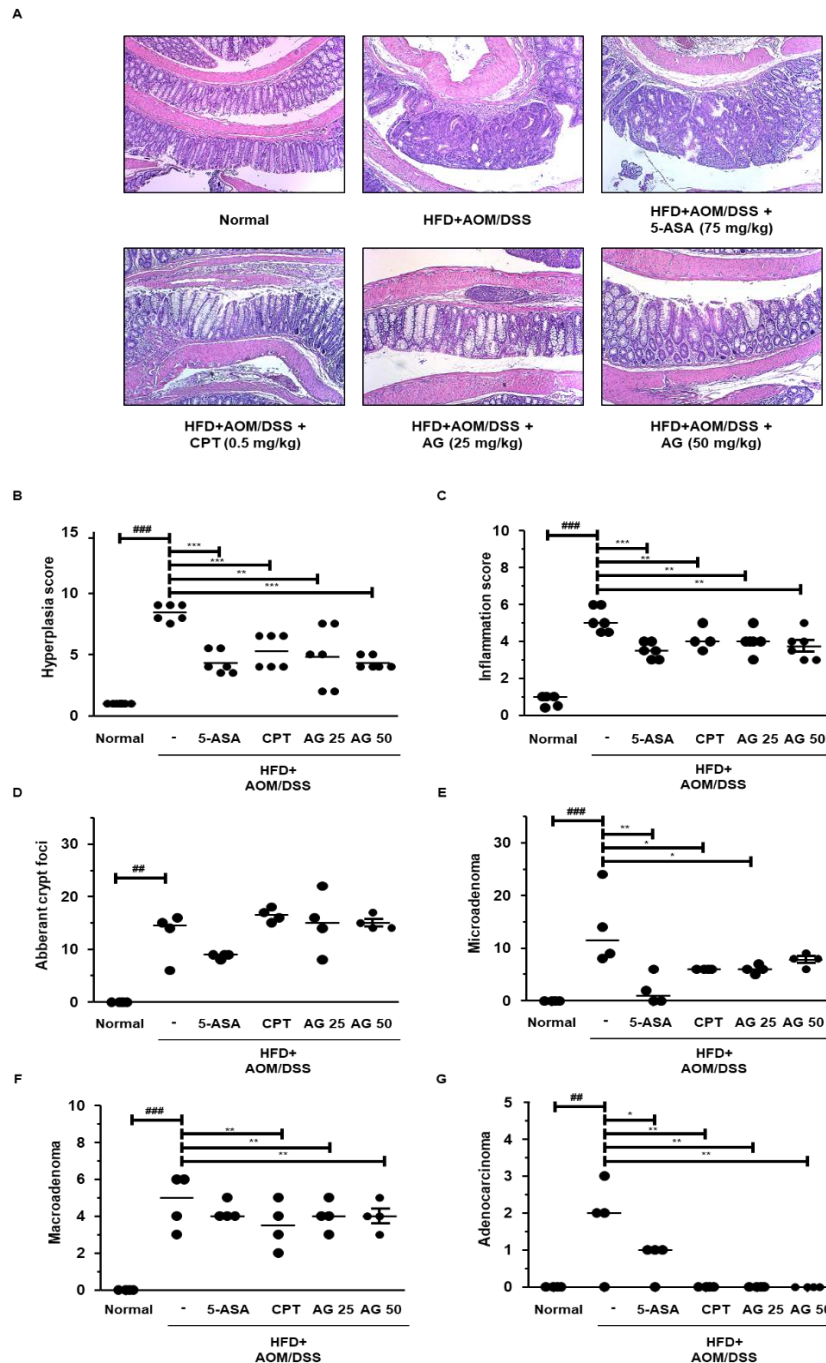 A
Normal
HFD+AOM/DSS
HFD+AOM/DSS +
5-ASA (75 mg/kg)
HFD+AOM/DSS +
CPT (0.5 mg/kg)
HFD+AOM/DSS +
AG (25 mg/kg)
HFD+AOM/DSS +
AG (50 mg/kg)
B
Hyperplasia score
15
10
5
0
###
***
***
**
***
Normal - 5-ASA CPT AG 25 AG 50
HFD+
AOM/DSS
C
Inflammation score
10
8
6
4
2
0
###
***
**
**
**
Normal - 5-ASA CPT AG 25 AG 50
HFD+
AOM/DSS
D
Abberant crypt foci
30
20
10
0
##
Normal - 5-ASA CPT AG 25 AG 50
HFD+
AOM/DSS
E
Microadenoma
30
20
10
0
###
**
*
*
Normal - 5-ASA CPT AG 25 AG 50
HFD+
AOM/DSS
F
Macroadenoma
10
8
6
4
2
0
###
**
**
**
Normal - 5-ASA CPT AG 25 AG 50
HFD+
AOM/DSS
G
Adenocarcinoma
5
4
3
2
1
0
##
*
**
**
**
Normal - 5-ASA CPT AG 25 AG 50
HFD+
AOM/DSS